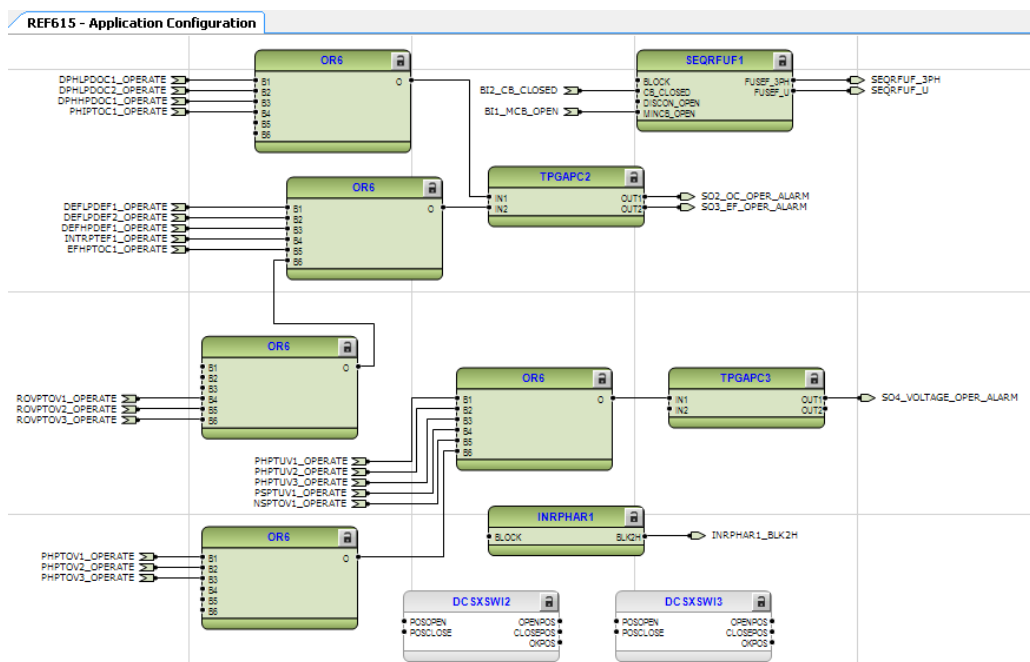 REF615 - Application Configuration
OR6
DPHLPDOC1_OPERATE
DPHLPDOC2_OPERATE
DPHHPDOC1_OPERATE
PHIPTOC1_OPERATE
B1
B2
B3
B4
B5
B6
O
SEQRFUF1
BI2_CB_CLOSED
BI1_MCB_OPEN
BLOCK
CB_CLOSED
DISCON_OPEN
MINCB_OPEN
FUSEF_3PH
FUSEF_U
SEQRFUF_3PH
SEQRFUF_U
OR6
DEFLPDEF1_OPERATE
DEFLPDEF2_OPERATE
DEFHPDEF1_OPERATE
INTRPTEF1_OPERATE
EFHPTOC1_OPERATE
B1
B2
B3
B4
B5
B6
O
TPGAPC2
IN1
IN2
OUT1
OUT2
SO2_OC_OPER_ALARM
SO3_EF_OPER_ALARM
OR6
ROVPTOV1_OPERATE
ROVPTOV2_OPERATE
ROVPTOV3_OPERATE
B1
B2
B3
B4
B5
B6
O
OR6
PHPTUV1_OPERATE
PHPTUV2_OPERATE
PHPTUV3_OPERATE
PSPTUV1_OPERATE
NSPTOV1_OPERATE
B1
B2
B3
B4
B5
B6
O
TPGAPC3
IN1
IN2
OUT1
OUT2
SO4_VOLTAGE_OPER_ALARM
OR6
PHPTOV1_OPERATE
PHPTOV2_OPERATE
PHPTOV3_OPERATE
B1
B2
B3
B4
B5
B6
O
INRPHAR1
BLOCK
BLK2H
INRPHAR1_BLK2H
DCSXSWI2
POSOPEN
POSCLOSE
OPENPOS
CLOSEPOS
OKPOS
DCSXSWI3
POSOPEN
POSCLOSE
OPENPOS
CLOSEPOS
OKPOS